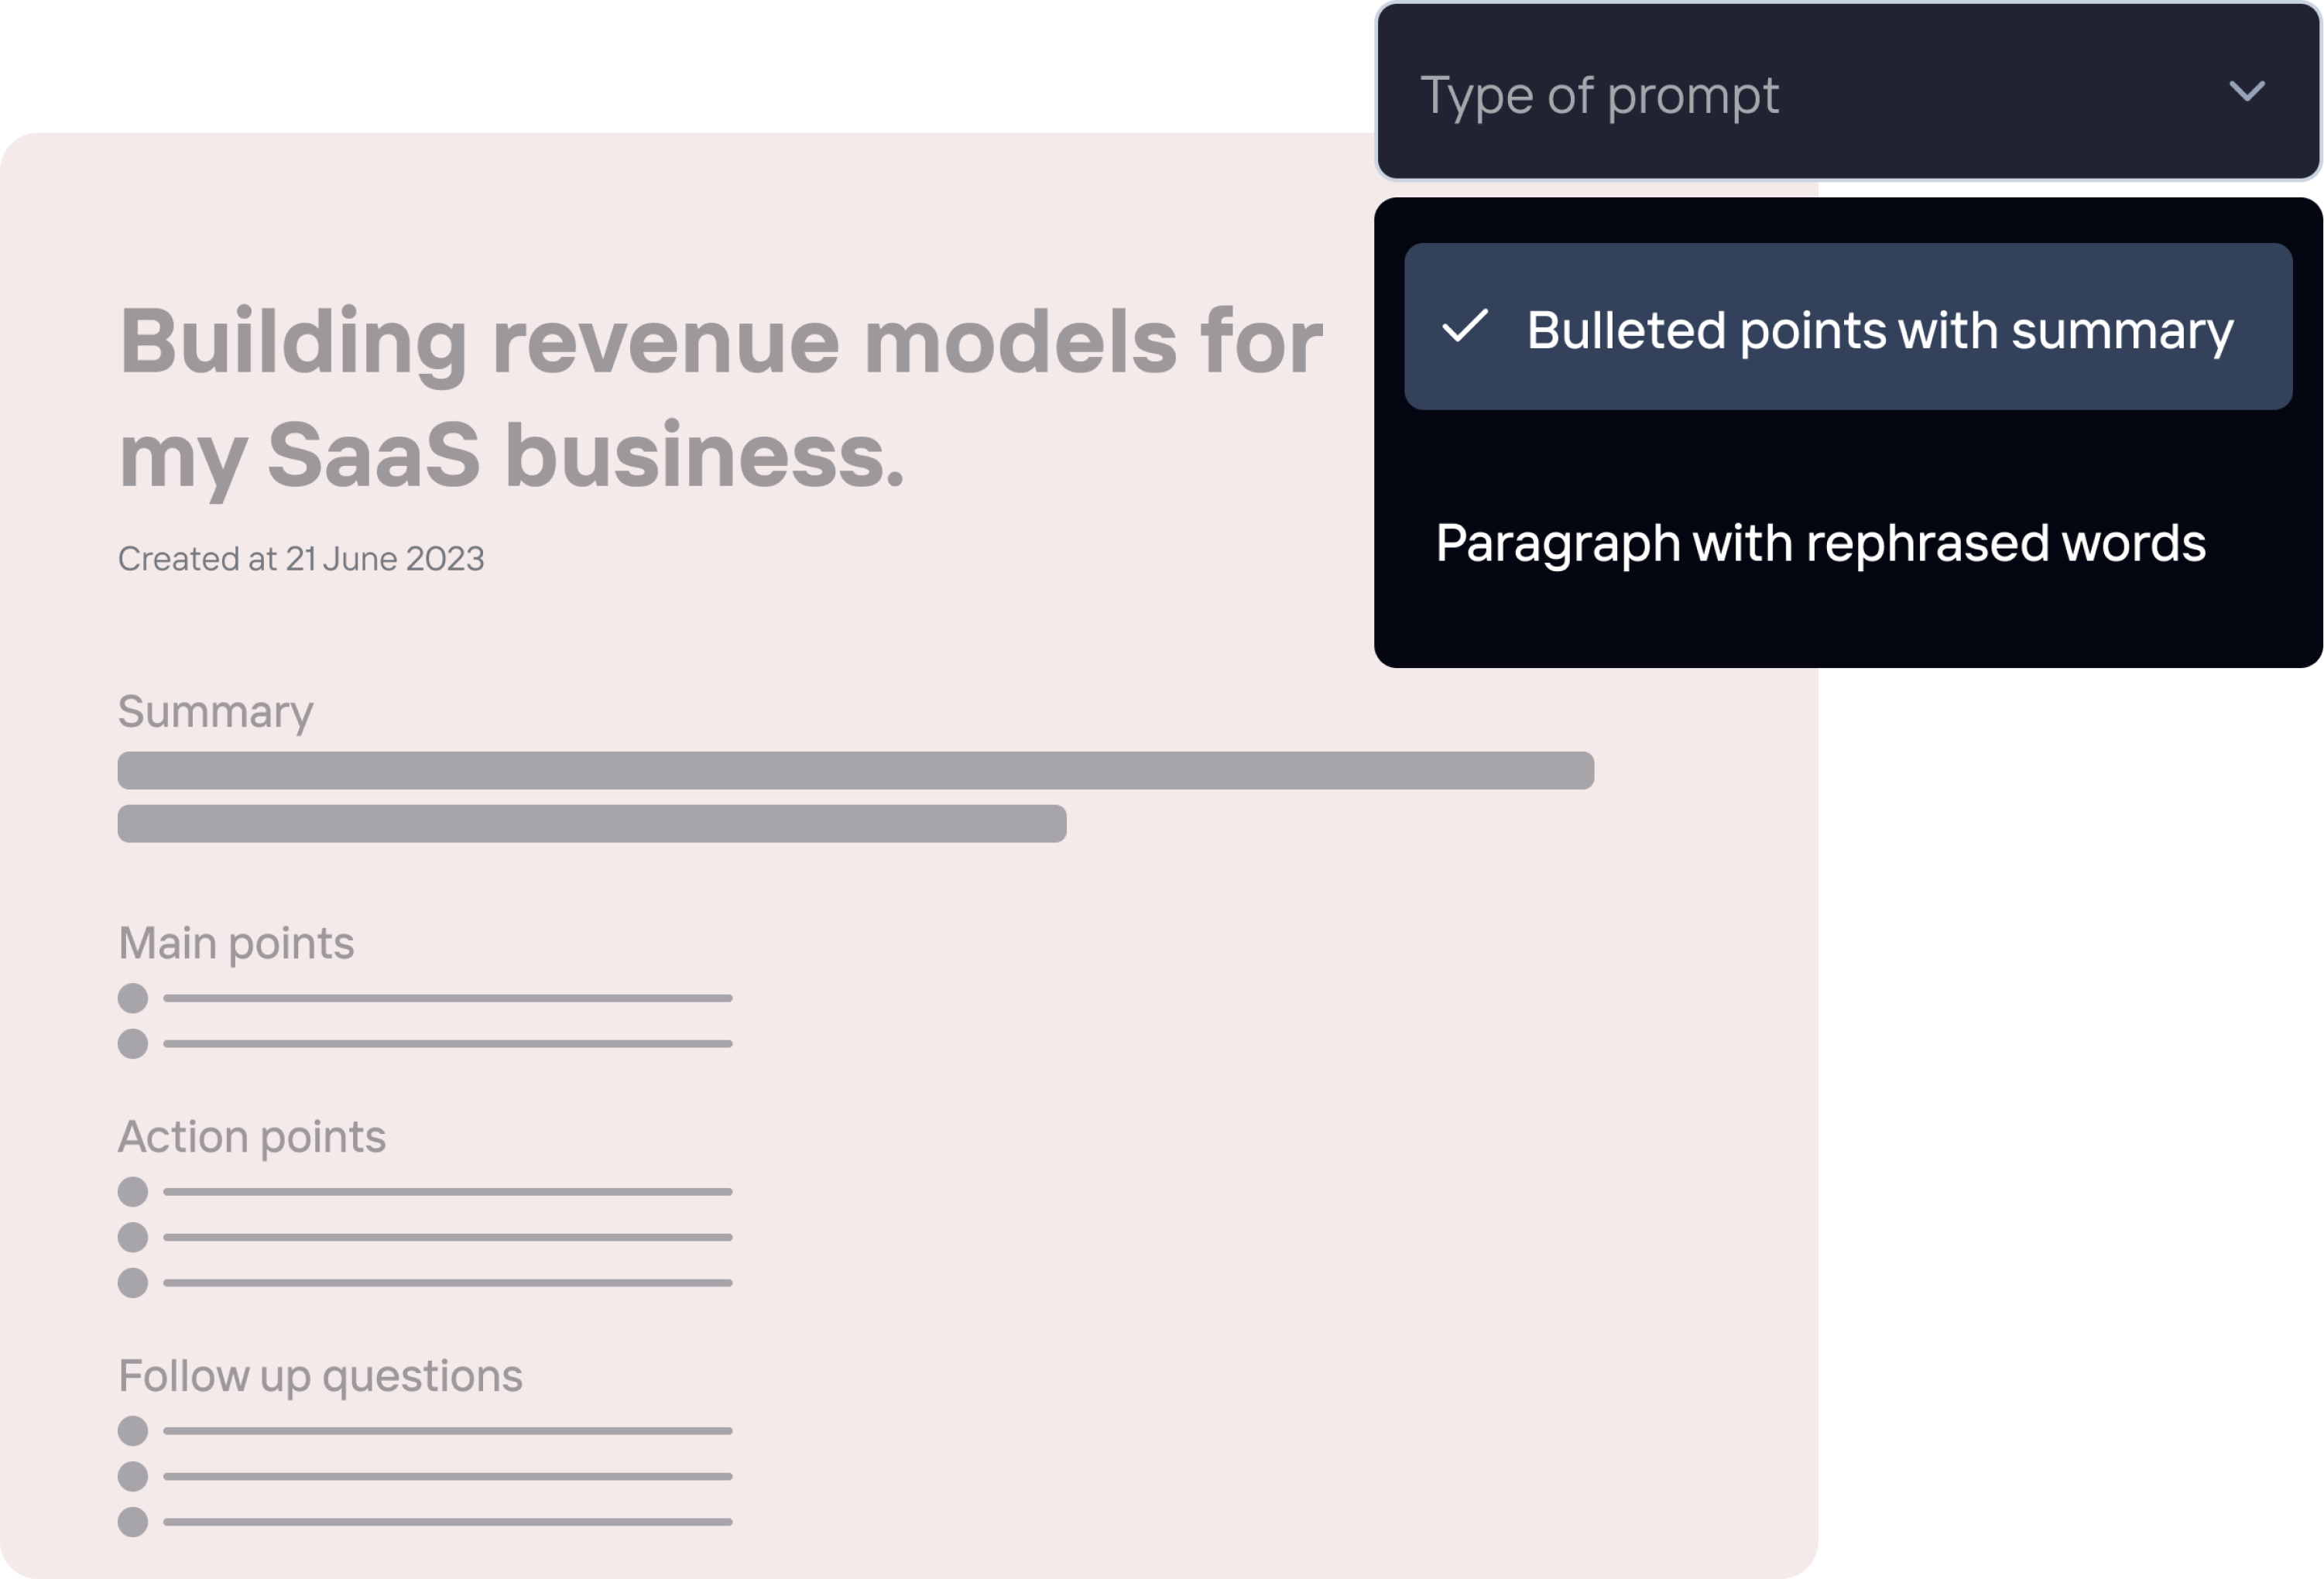 Type of prompt
Bullleted points with summary
Paragraph with rephrased words
Building revenue models for
my SaaS business.
Created at 21 June 2023
Summary
Main points
Action points
Follow up questions